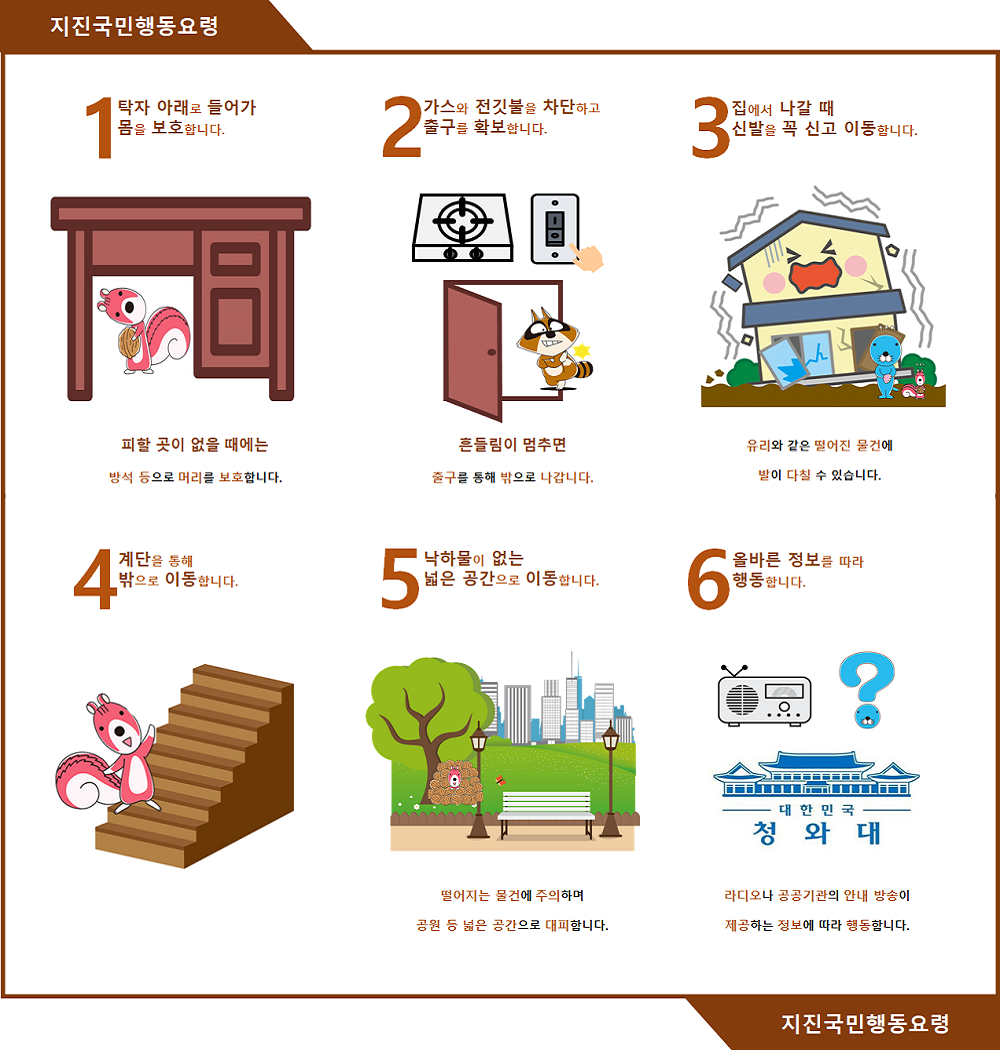 지진국민행동요령
1
탁자 아래로 들어가
몸을 보호합니다.
피할 곳이 없을 때에는
방석 등으로 머리를 보호합니다.
2
가스와 전깃불을 차단하고
출구를 확보합니다.
흔들림이 멈추면
출구를 통해 밖으로 나갑니다.
3
집에서 나갈 때
신발을 꼭 신고 이동합니다.
유리와 같은 떨어진 물건에
발이 다칠 수 있습니다.
4
계단을 통해
밖으로 이동합니다.
5
낙하물이 없는
넓은 공간으로 이동합니다.
떨어지는 물건에 주의하며
공원 등 넓은 공간으로 대피합니다.
6
올바른 정보를 따라
행동합니다.
대한민국
청와대
라디오나 공공기관의 안내 방송이
제공하는 정보에 따라 행동합니다.
지진국민행동요령